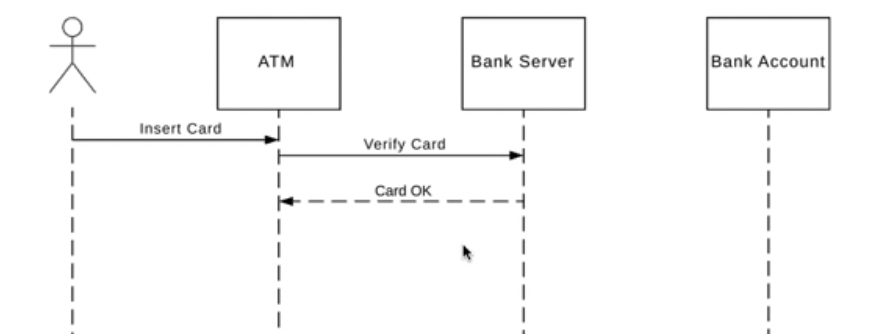 ATM
Bank Server
Bank Account
Insert Card
Verify Card
Card OK